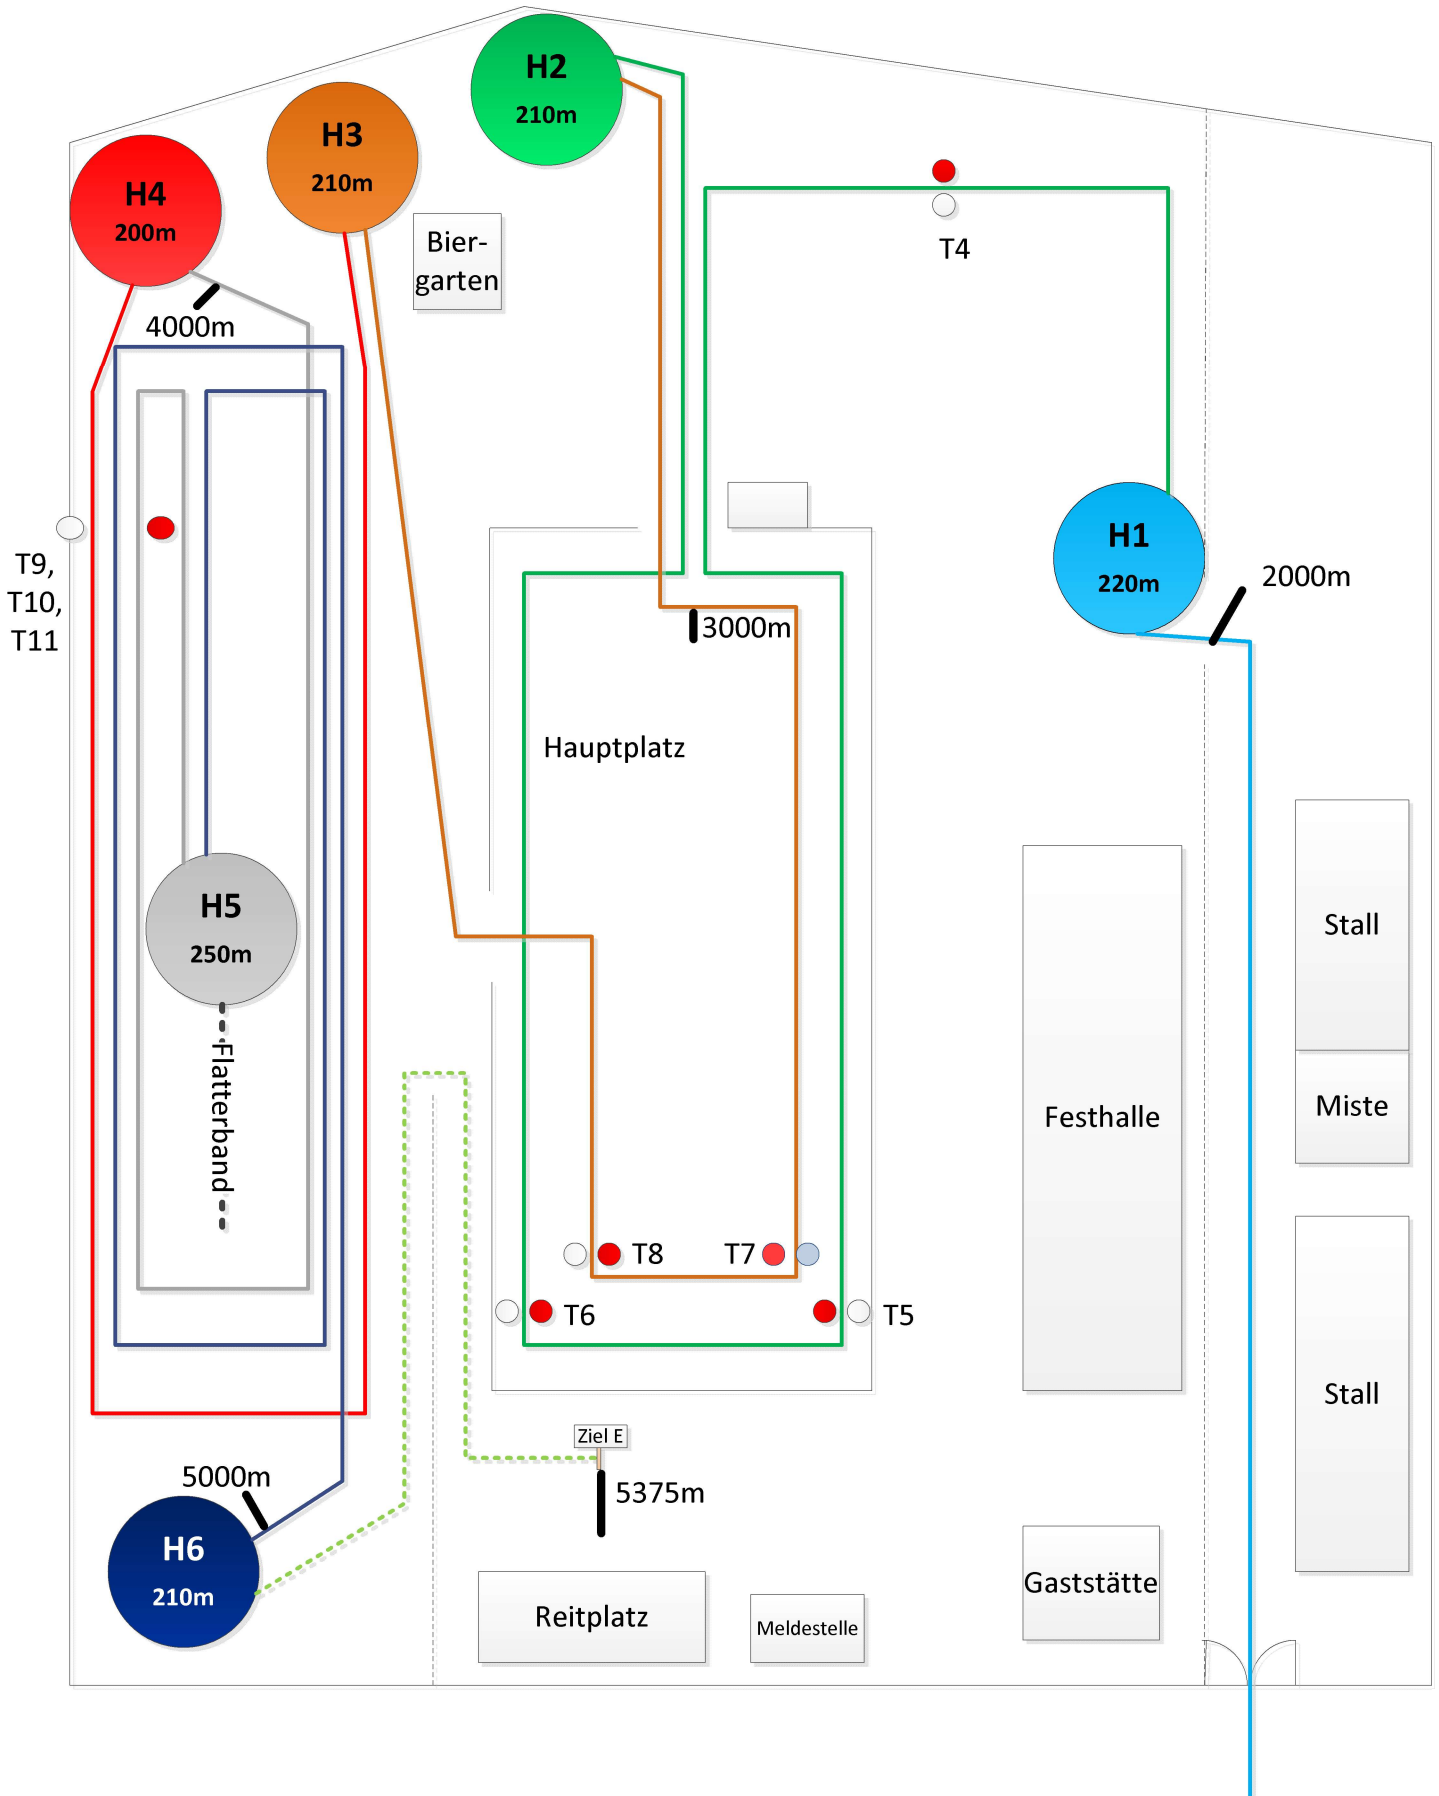 H2
210m
H3
210m
H4
200m
Bier-
garten
T4
4000m
H1
220m
2000m
T9,
T10,
T11
3000m
Hauptplatz
H5
250m
Stall
Flatterband
Festhalle
Miste
T8
T7
T6
T5
Stall
Ziel E
5000m
5375m
H6
210m
Gaststätte
Reitplatz
Meldestelle